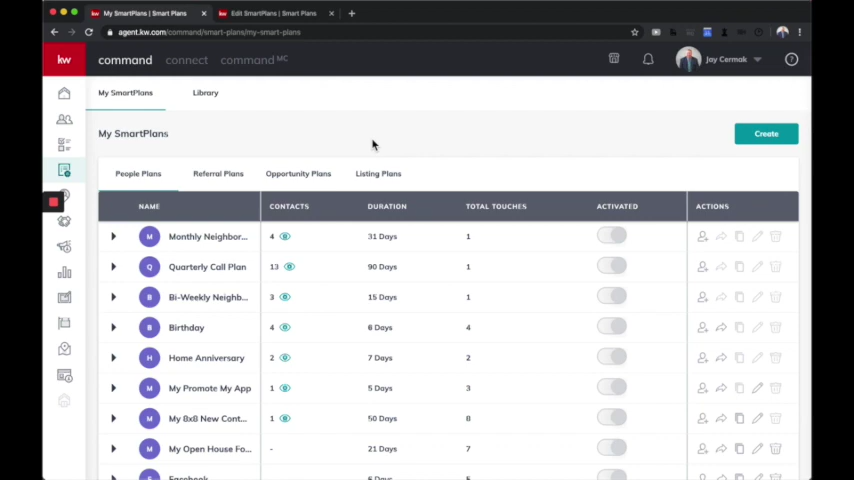 My SmartPlans | Smart Plans
Edit SmartPlans | Smart Plans
agent.kw.com/command/smart-plans/my-smart-plans
kw command connect command MC Jay Cermak
My SmartPlans Library
My SmartPlans Create
People Plans Referral Plans Opportunity Plans Listing Plans
NAME CONTACTS DURATION TOTAL TOUCHES ACTIVATED ACTIONS
M Monthly Neighbor... 4 31 Days 1
Q Quarterly Call Plan 13 90 Days 1
B Bi-Weekly Neighb... 3 15 Days 1
B Birthday 4 6 Days 4
H Home Anniversary 2 7 Days 2
M My Promote My App 1 5 Days 3
M My 8x8 New Cont... 1 50 Days 8
M My Open House Fo... - 21 Days 7
Facebook Days